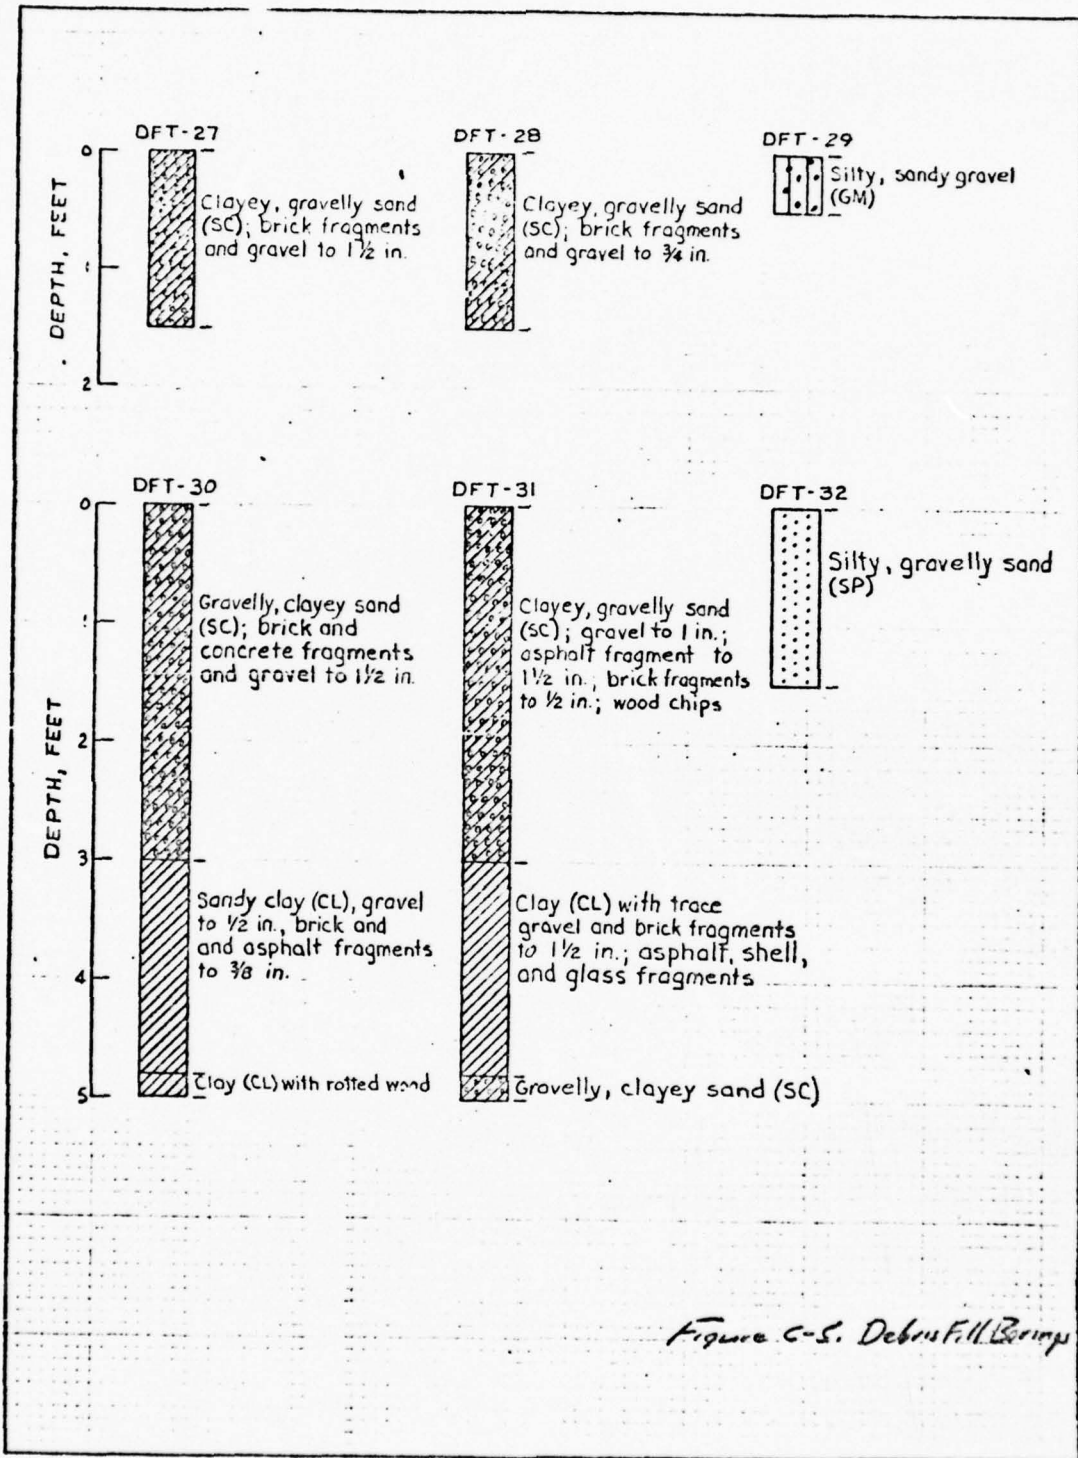 DFT-27
DFT-28
DFT-29
0
1
2
DEPTH, FEET
Clayey, gravelly sand
(SC); brick fragments
and gravel to 1½ in.
Clayey, gravelly sand
(SC); brick fragments
and gravel to ¾ in.
Silty, sandy gravel
(GM)
DFT-30
DFT-31
DFT-32
0
1
2
3
4
5
DEPTH, FEET
Gravelly, clayey sand
(SC); brick and
concrete fragments
and gravel to 1½ in.
Sandy clay (CL), gravel
to ½ in., brick and
and asphalt fragments
to ⅜ in.
Clay (CL) with rotted wood
Clayey, gravelly sand
(SC); gravel to 1 in.;
asphalt fragment to
1½ in.; brick fragments
to ½ in.; wood chips
Clay (CL) with trace
gravel and brick fragments
to 1½ in.; asphalt, shell,
and glass fragments
Gravelly, clayey sand (SC)
Silty, gravelly sand
(SP)
Figure C-5. Debris Fill Borings